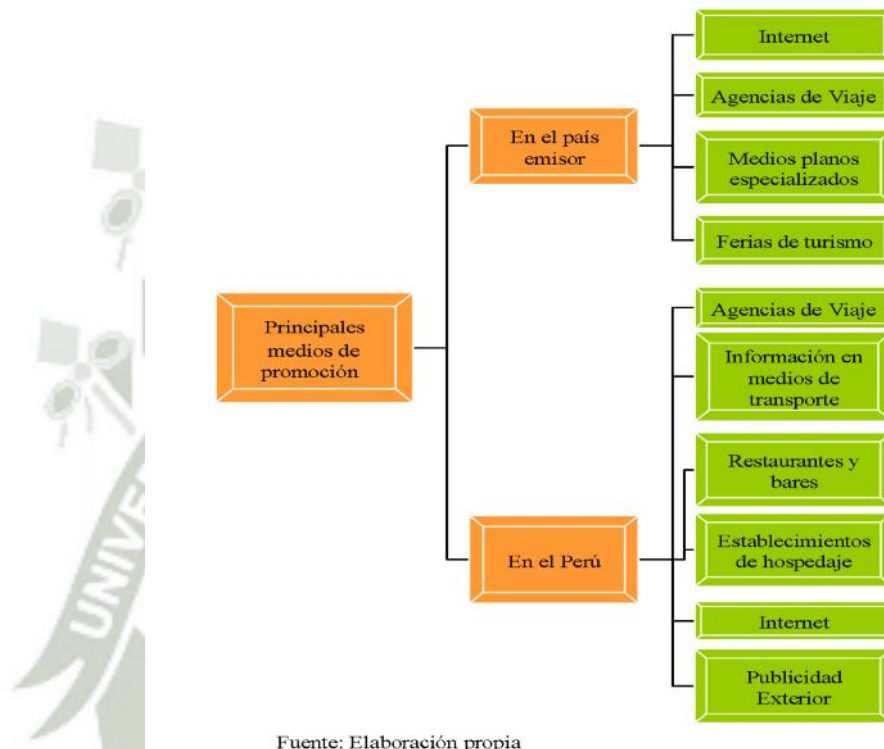 Internet
Agencias de Viaje
En el país
emisor
Medios planos
especializados
Ferias de turismo
Principales
medios de
promoción
Agencias de Viaje
Información en
medios de
transporte
Restaurantes y
bares
En el Perú
Establecimientos
de hospedaje
Internet
Publicidad
Exterior
Fuente: Elaboración propia